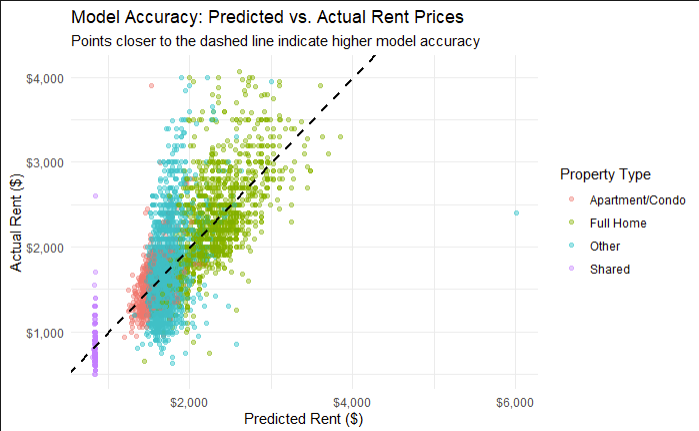 Model Accuracy: Predicted vs. Actual Rent Prices
Points closer to the dashed line indicate higher model accuracy
$4,000
$3,000
$2,000
$1,000
Actual Rent ($)
$2,000
$4,000
$6,000
Predicted Rent ($)
Property Type
Apartment/Condo
Full Home
Other
Shared